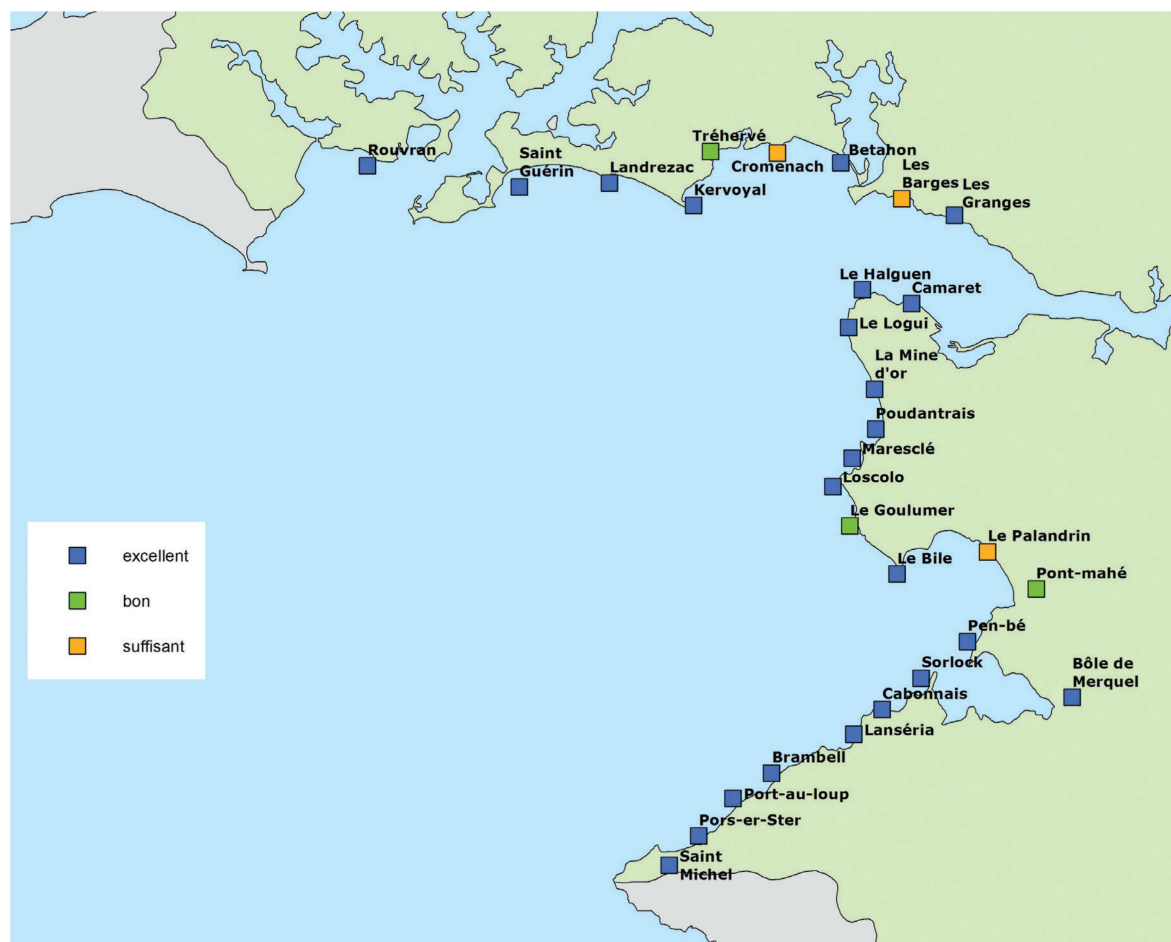 Tréhervé
Rouvran
Saint
Guérin
Landrezac
Cromenach
Betahon
Kervoyal
Les
Barges
Les
Granges
Le Halguen
Camaret
Le Logui
La Mine
d'or
Poudantrais
Maresclé
Loscolo
Le Goulumer
Le Palandrin
Le Bile
Pont-mahé
excellent
bon
suffisant
Pen-bé
Sorlock
Bôle de
Merquel
Cabonnais
Lanséria
Brambell
Port-au-loup
Pors-er-Ster
Saint
Michel